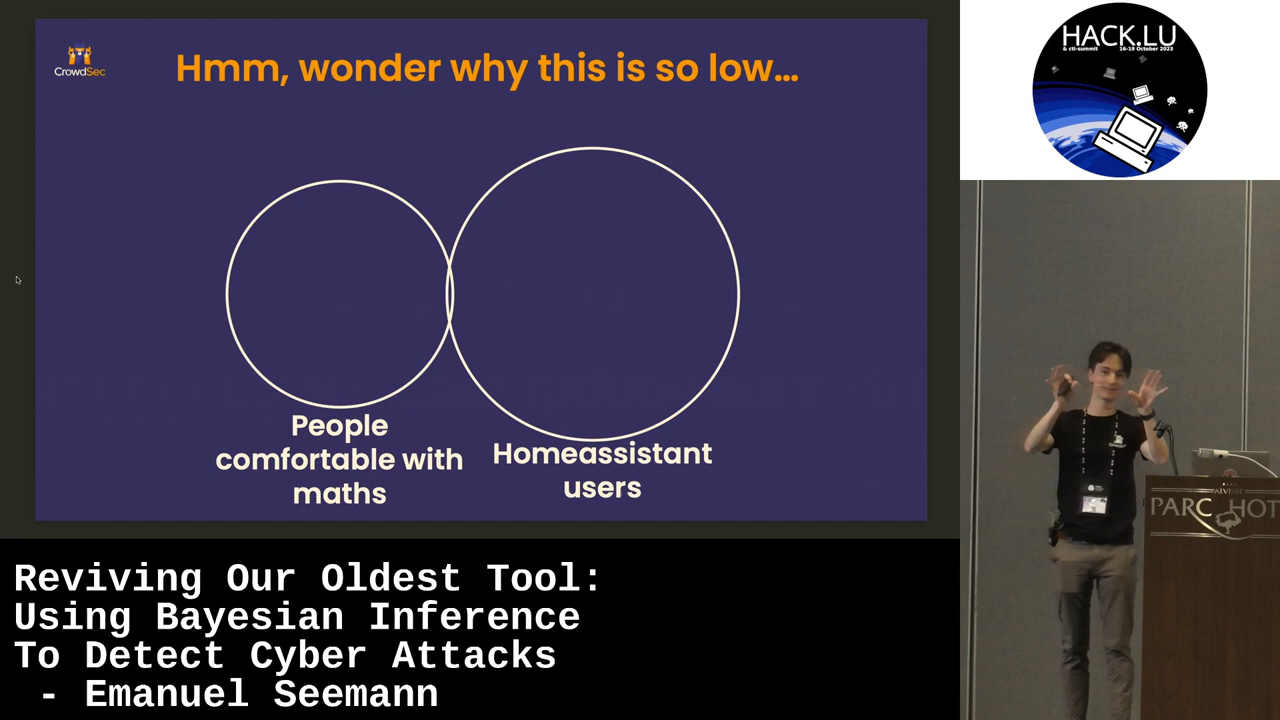 CrowdSec
Hmm, wonder why this is so low...
People
comfortable with
maths
Homeassistant
users
HACK.LU
& cti-summit 16-19 October 2023
ALVISSE
PARC HOT
Reviving Our Oldest Tool:
Using Bayesian Inference
To Detect Cyber Attacks
- Emanuel Seemann